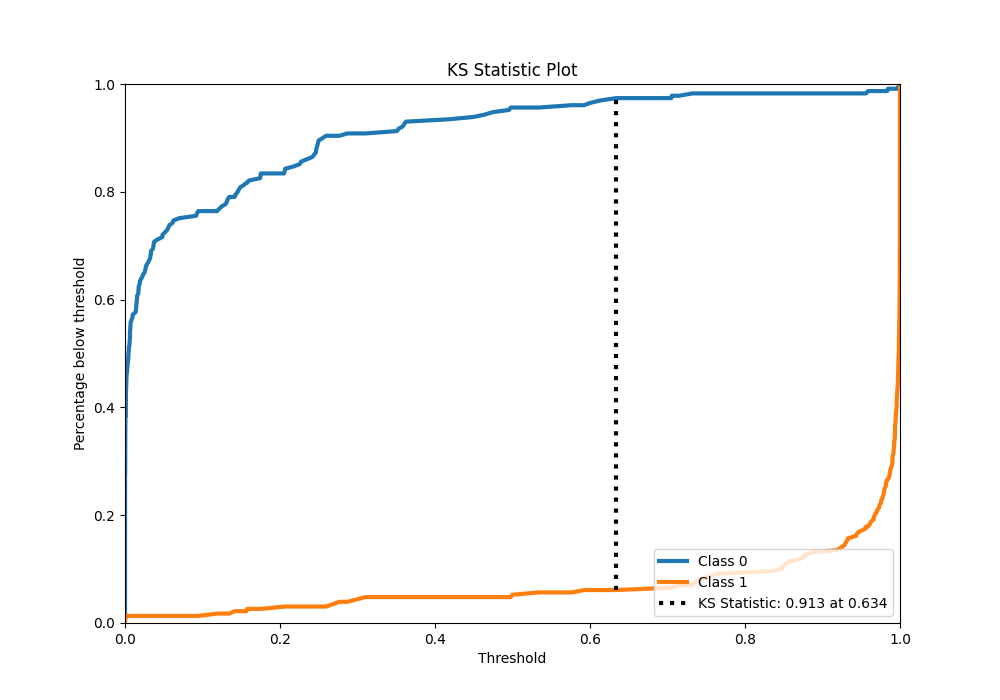 KS Statistic Plot
1.0
0.8
0.6
0.4
0.2
0.0
Percentage below threshold
Class 0
Class 1
KS Statistic: 0.913 at 0.634
0.0 0.2 0.4 0.6 0.8 1.0
Threshold